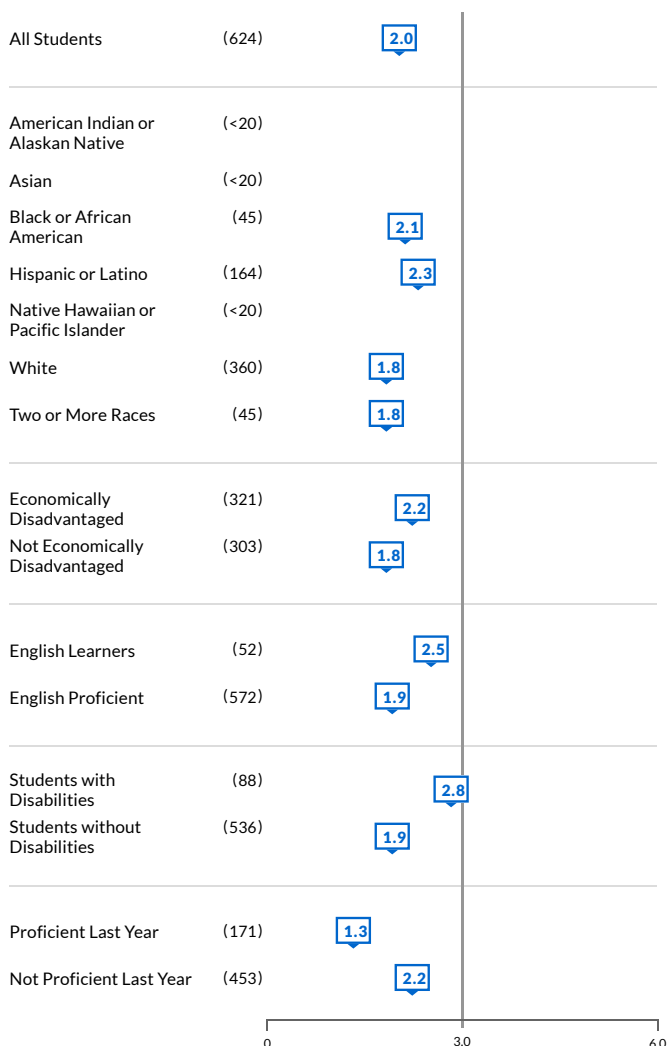 All Students (624) 2.0
American Indian or (<20)
Alaskan Native
Asian (<20)
Black or African (45) 2.1
American
Hispanic or Latino (164) 2.3
Native Hawaiian or (<20)
Pacific Islander
White (360) 1.8
Two or More Races (45) 1.8
Economically (321) 2.2
Disadvantaged
Not Economically (303) 1.8
Disadvantaged
English Learners (52) 2.5
English Proficient (572) 1.9
Students with (88) 2.8
Disabilities
Students without (536) 1.9
Disabilities
Proficient Last Year (171) 1.3
Not Proficient Last Year (453) 2.2
0 3.0 6.0